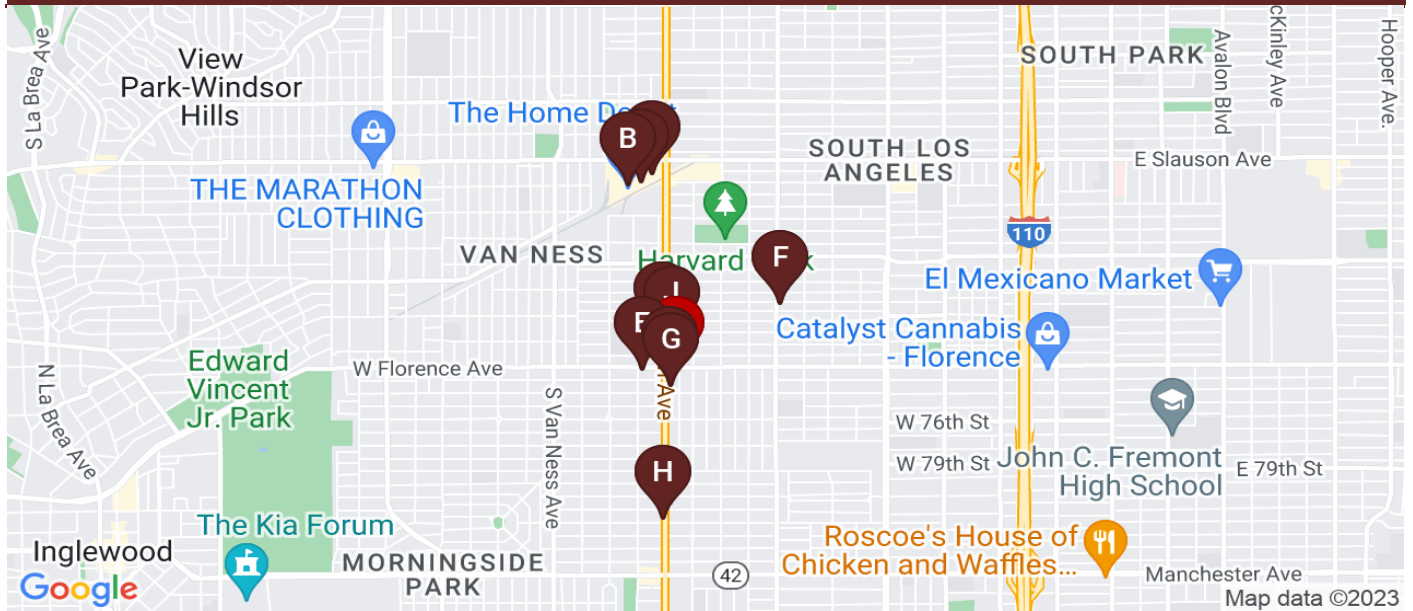 View
Park-Windsor
Hills
S La Brea Ave
The Home De
t
B
THE MARATHON
CLOTHING
SOUTH PARK
Avalon Blvd
cKinley Ave
Hooper Ave.
SOUTH LOS
ANGELES
E Slauson Ave
110
VAN NESS
Harvard
k
F
El Mexicano Market
J
E
G
Catalyst Cannabis
- Florence
Edward
Vincent
Jr. Park
W Florence Ave
N La Brea Ave
S Van Ness Ave
Ave
W 76th St
W 79th St
John C. Fremont
High School
E 79th St
H
The Kia Forum
Roscoe's House of
Chicken and Waffles...
Inglewood
MORNINGSIDE
PARK
42
Manchester Ave
Google
Map data ©2023